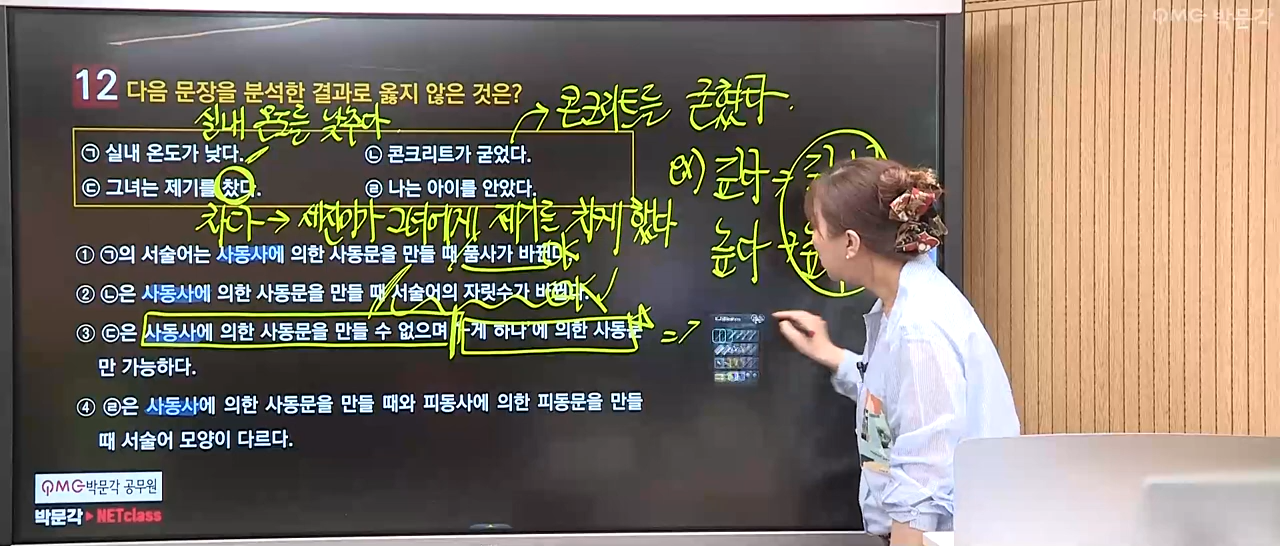 QMG 박문각
12 다음 문장을 분석한 결과로 옳지 않은 것은?
실내 온도를 낮추다.
→ 콘크리트를 굳혔다.
㉠ 실내 온도가 낮다.
㉡ 콘크리트가 굳었다.
㉢ 그녀는 제기를 찼다.
㉣ 나는 아이를 안았다.
ex) 깊다 →
높다 →
차다 → 세진이가 그녀에게 제기를 차게 했다
① ㉠의 서술어는 사동사에 의한 사동문을 만들 때 품사가 바뀐다.
② ㉡은 사동사에 의한 사동문을 만들 때 서술어의 자릿수가 바뀐다.
③ ㉢은 사동사에 의한 사동문을 만들 수 없으며 '-게 하다'에 의한 사동문
만 가능하다.
④ ㉣은 사동사에 의한 사동문을 만들 때와 피동사에 의한 피동문을 만들
때 서술어 모양이 다르다.
QMG 박문각 공무원
박문각 ▶ NETclass